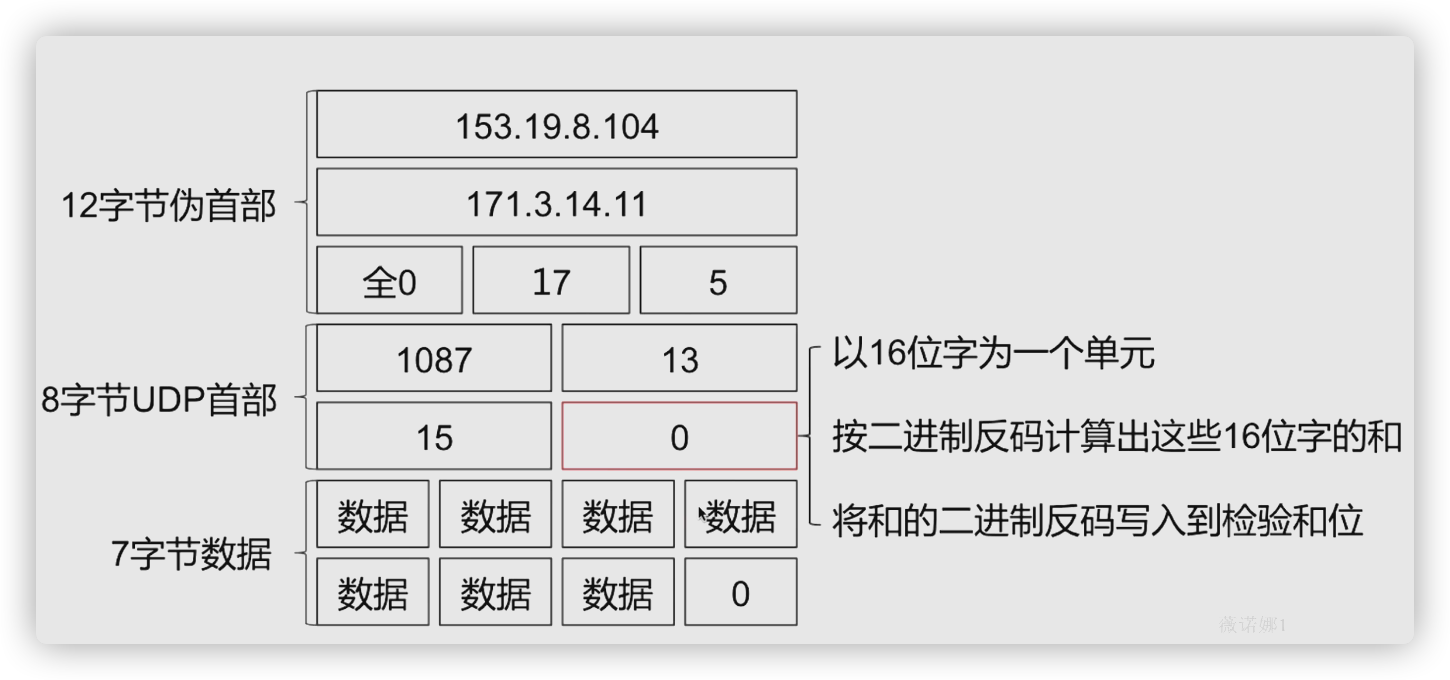 153.19.8.104
171.3.14.11
12字节伪首部
全0 17 5
1087 13
8字节UDP首部
15 0
以16位字为一个单元
按二进制反码计算出这些16位字的和
将和的二进制反码写入到检验和位
数据 数据 数据 数据
7字节数据
数据 数据 数据 0
薇诺娜1